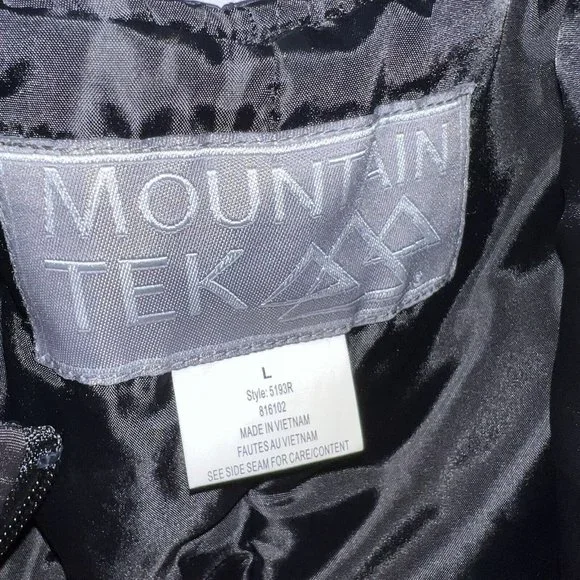 MOUNTAIN
TEK
L
Style: 5193R
816102
MADE IN VIETNAM
FAUTES AU VIETNAM
SEE SIDE SEAM FOR CARE/CONTENT